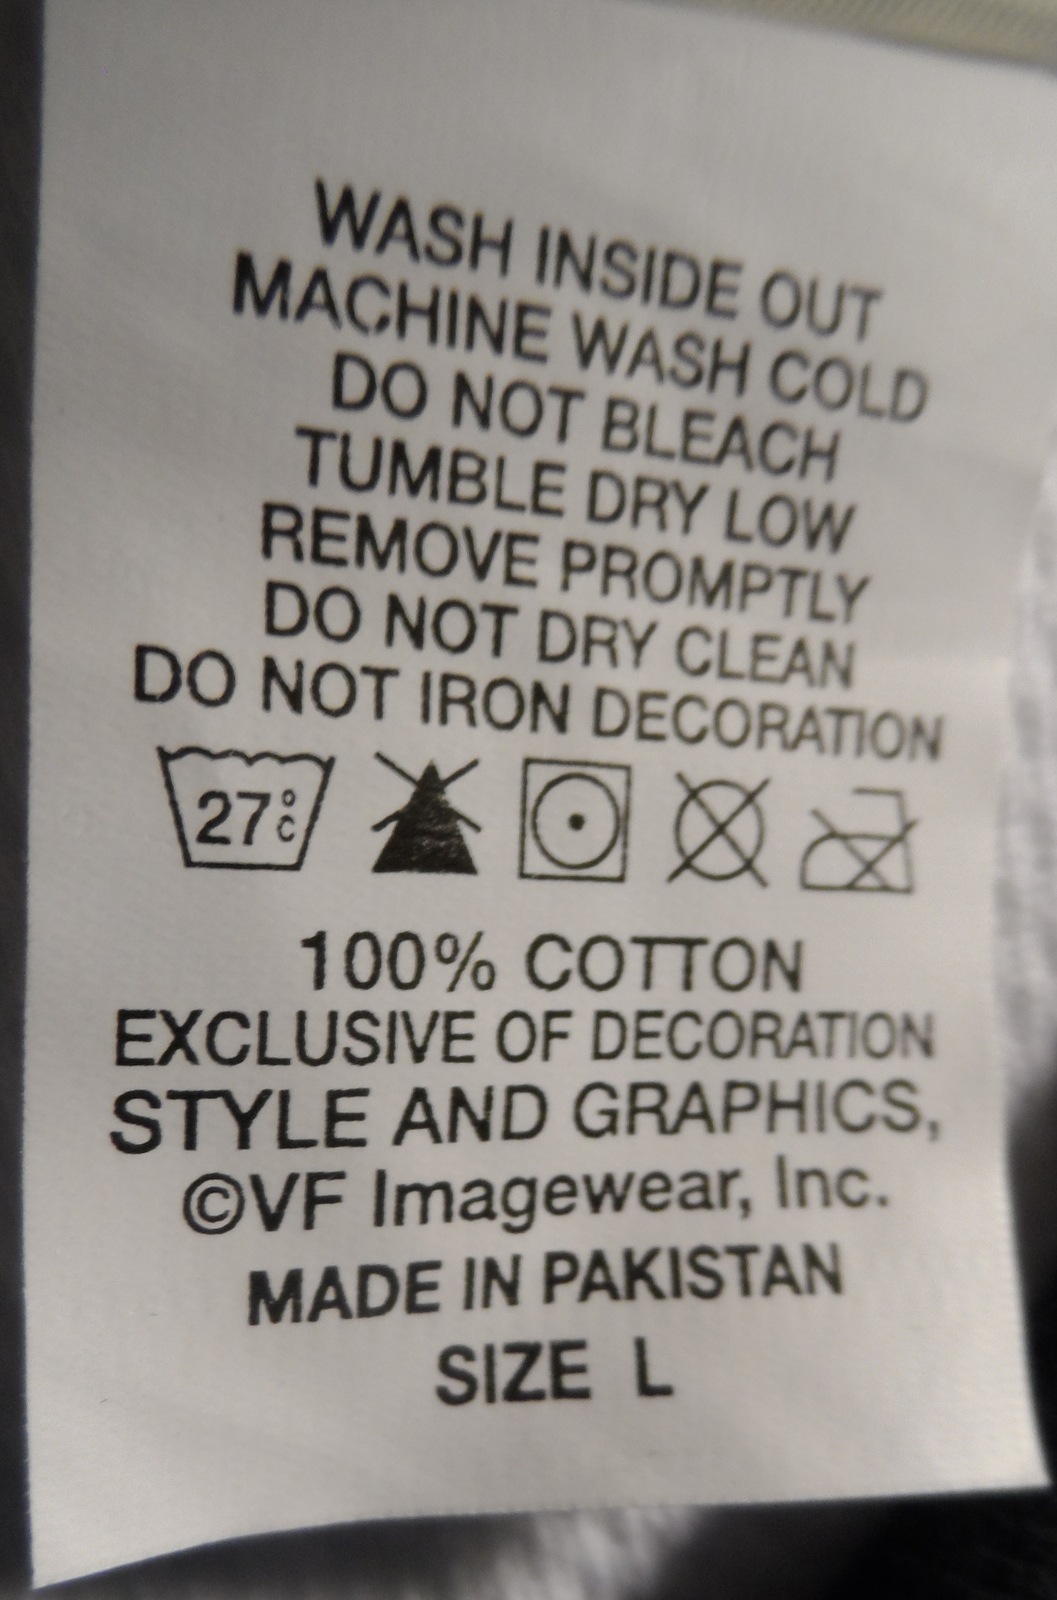 WASH INSIDE OUT
MACHINE WASH COLD
DO NOT BLEACH
TUMBLE DRY LOW
REMOVE PROMPTLY
DO NOT DRY CLEAN
DO NOT IRON DECORATION
27°C
100% COTTON
EXCLUSIVE OF DECORATION
STYLE AND GRAPHICS,
©VF Imagewear, Inc.
MADE IN PAKISTAN
SIZE L